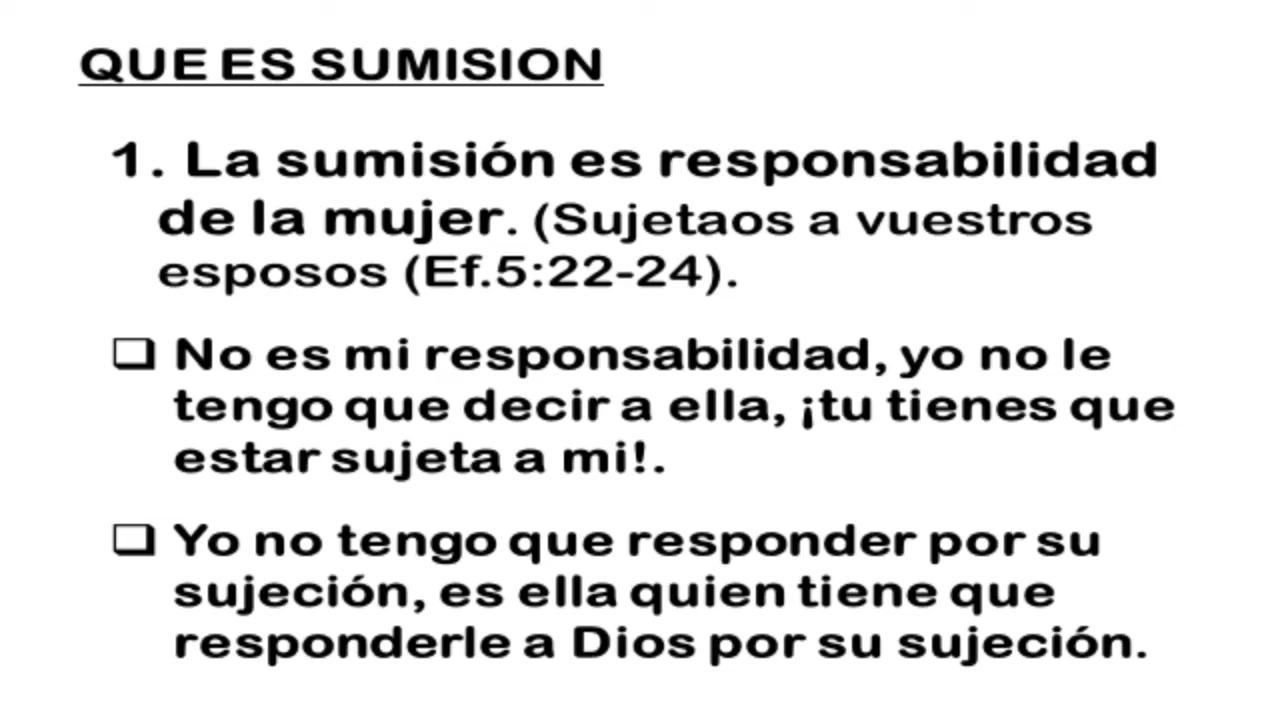 QUE ES SUMISION
1. La sumisión es responsabilidad
de la mujer. (Sujetaos a vuestros
esposos (Ef.5:22-24).
❑ No es mi responsabilidad, yo no le
tengo que decir a ella, ¡tu tienes que
estar sujeta a mi!.
❑ Yo no tengo que responder por su
sujeción, es ella quien tiene que
responderle a Dios por su sujeción.